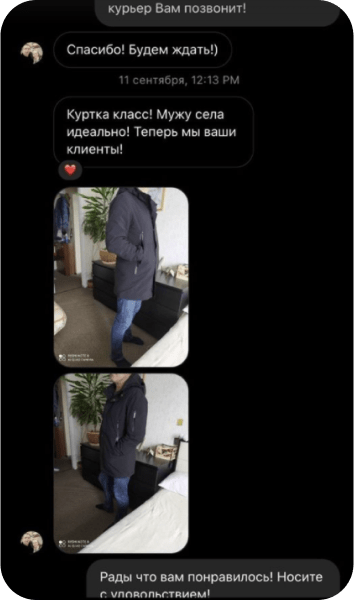 курьер Вам позвонит!
Спасибо! Будем ждать!)
11 сентября, 12:13 PM
Куртка класс! Мужу села
идеально! Теперь мы ваши
клиенты!
Рады что вам понравилось! Носите
с удовольствием!